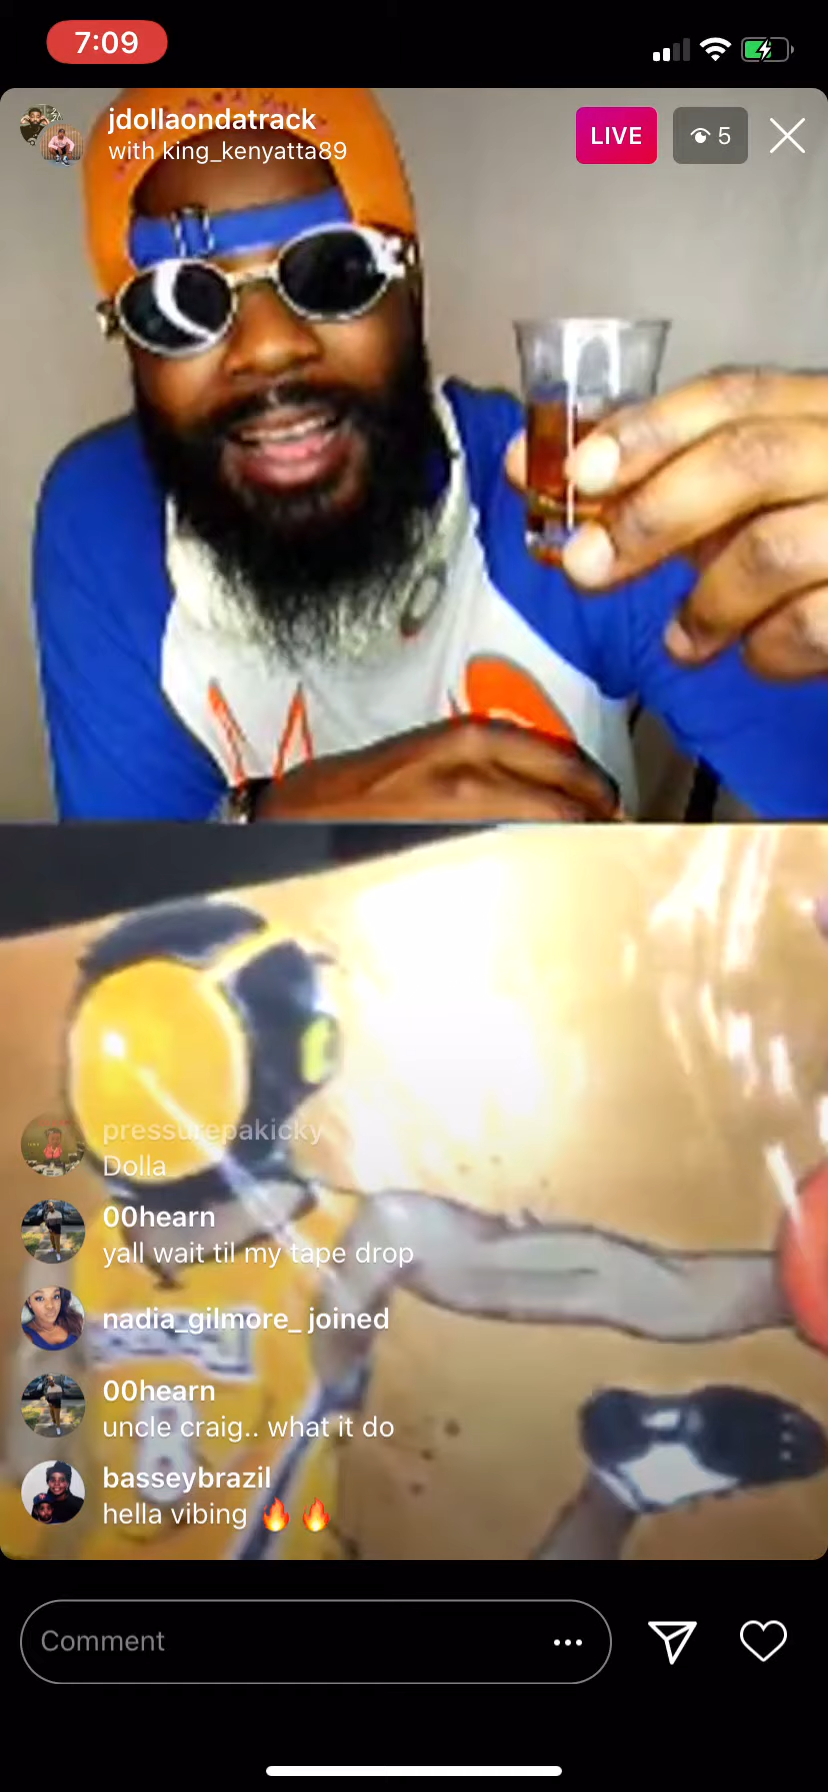 7:09
jdollaondatrack
with king_kenyatta89
LIVE
5
pressurepakicky
Dolla
00hearn
yall wait til my tape drop
nadia_gilmore_ joined
00hearn
uncle craig.. what it do
basseybrazil
hella vibing 🔥🔥
Comment